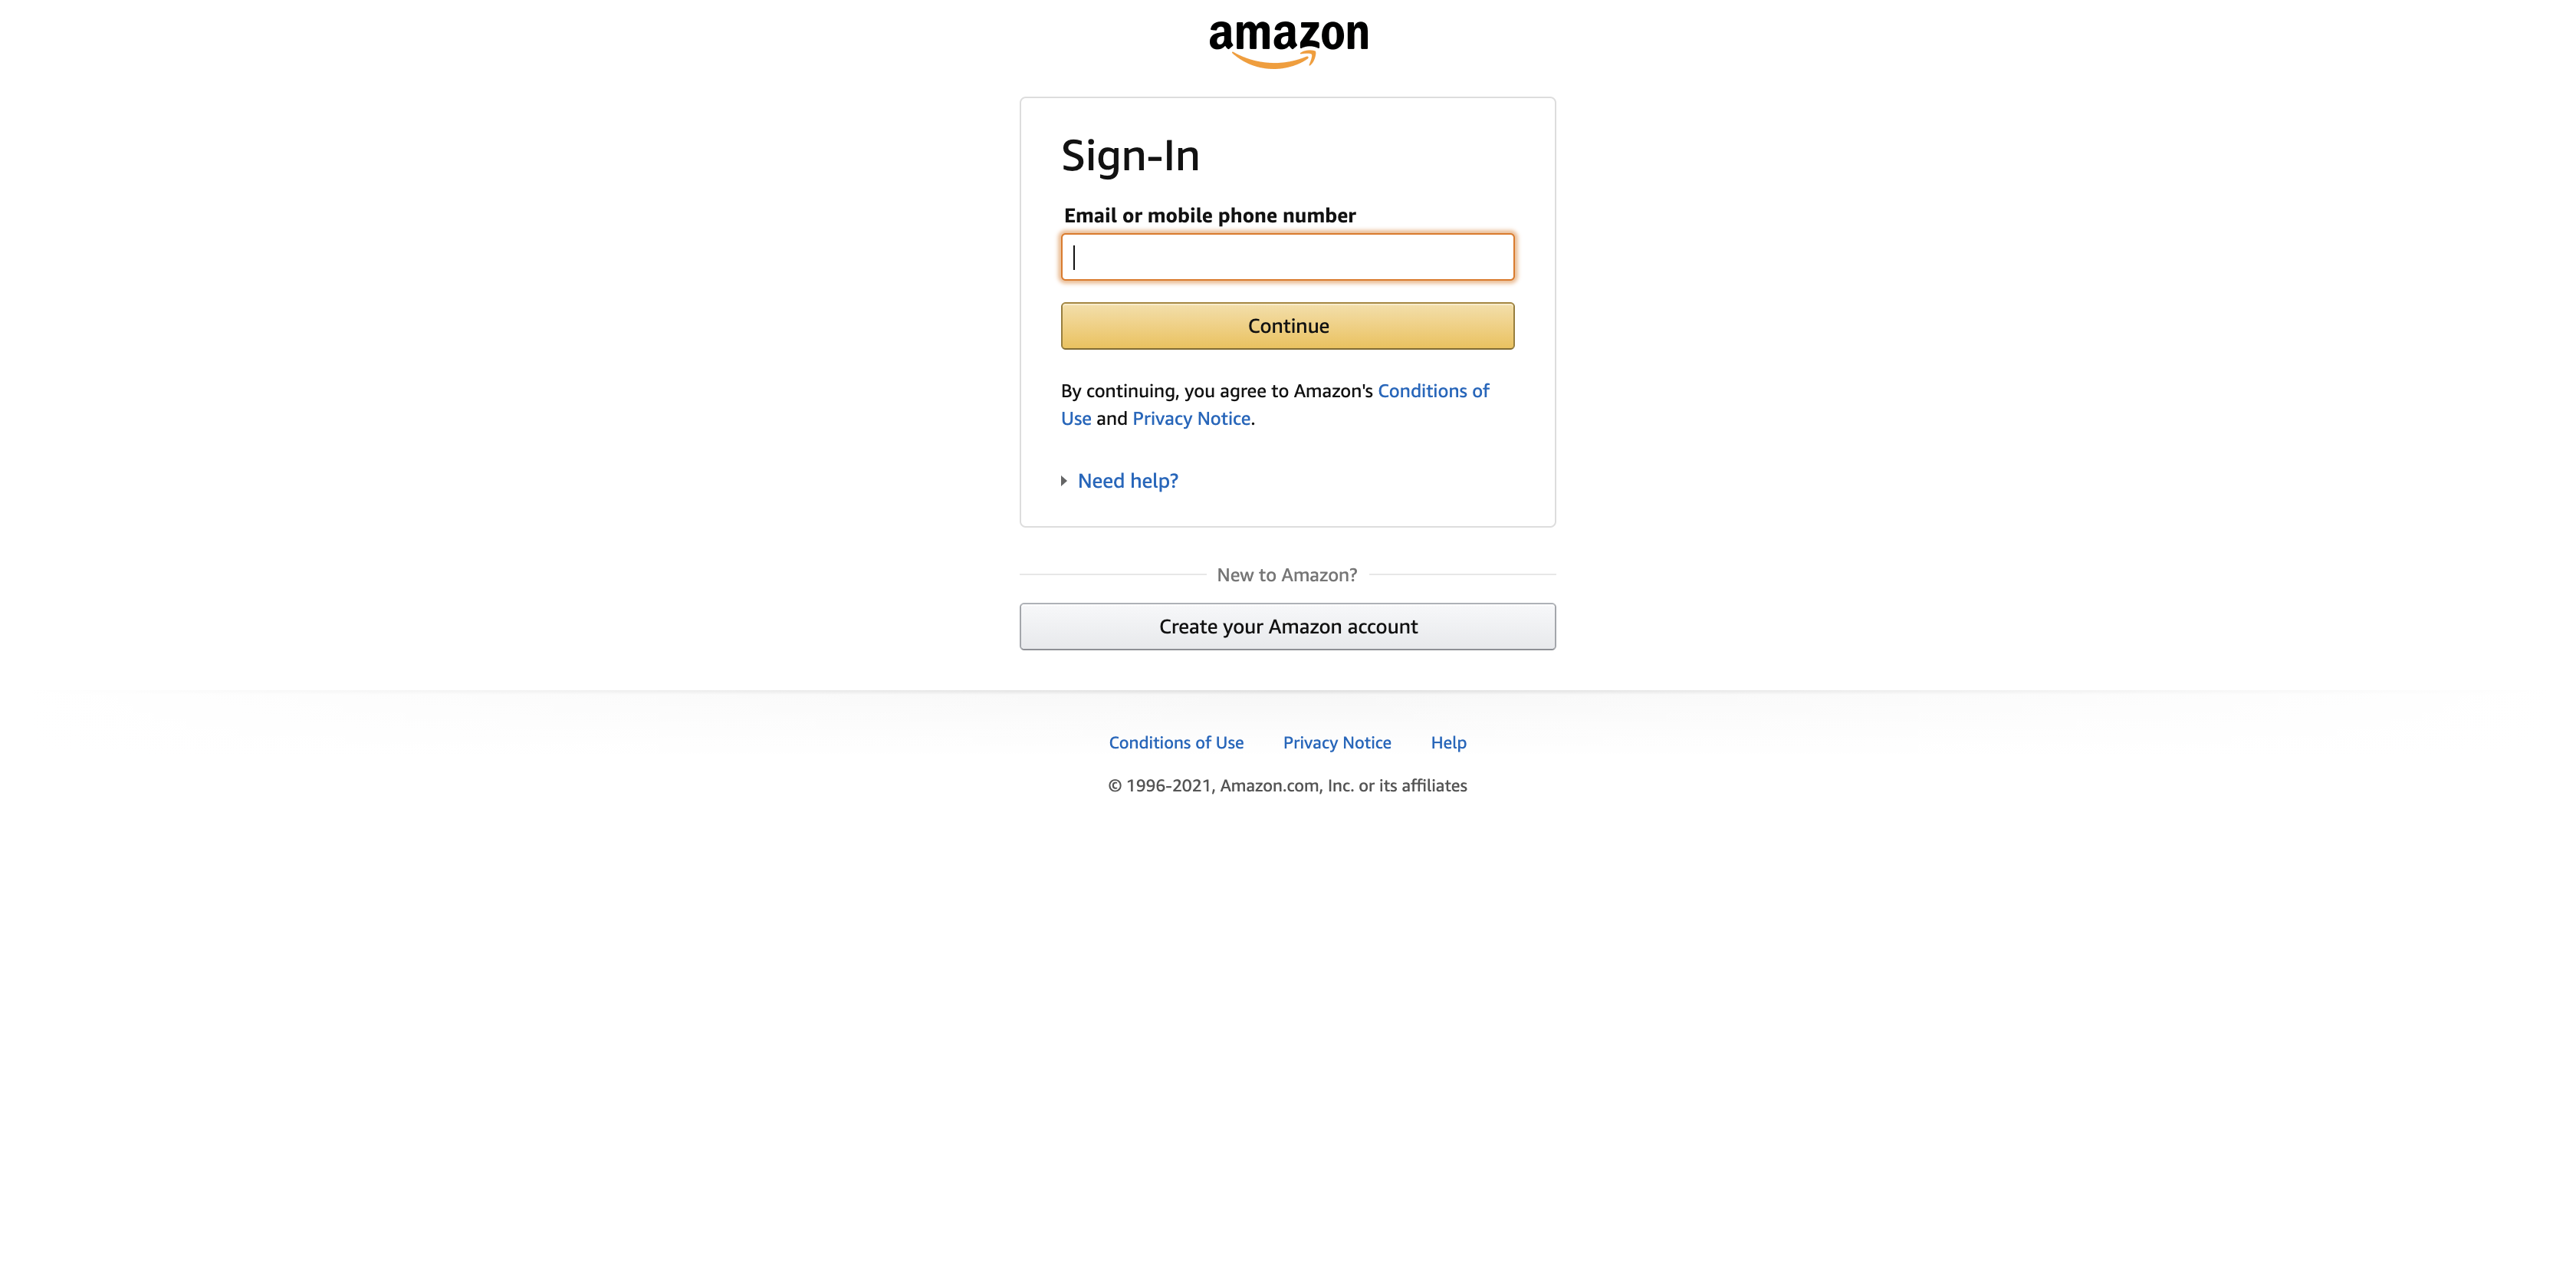 amazon
Sign-In
Email or mobile phone number
Continue
By continuing, you agree to Amazon's Conditions of
Use and Privacy Notice.
Need help?
New to Amazon?
Create your Amazon account
Conditions of Use Privacy Notice Help
© 1996-2021, Amazon.com, Inc. or its affiliates